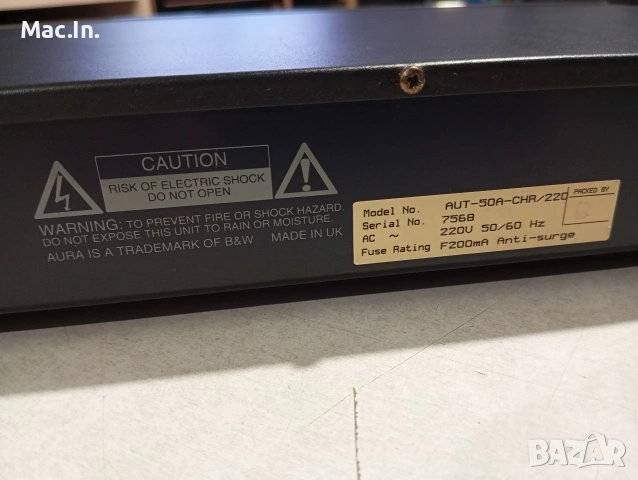 Mac.In.
CAUTION
RISK OF ELECTRIC SHOCK
DO NOT OPEN
WARNING: TO PREVENT FIRE OR SHOCK HAZARD.
DO NOT EXPOSE THIS UNIT TO RAIN OR MOISTURE
AURA IS A TRADEMARK OF B&W MADE IN UK
Model No. AUT-50A-CHR/220
Serial No. 7568
AC ~ 220V 50/60 Hz
Fuse Rating F200mA Anti-surge
PACKED BY
BAZAR